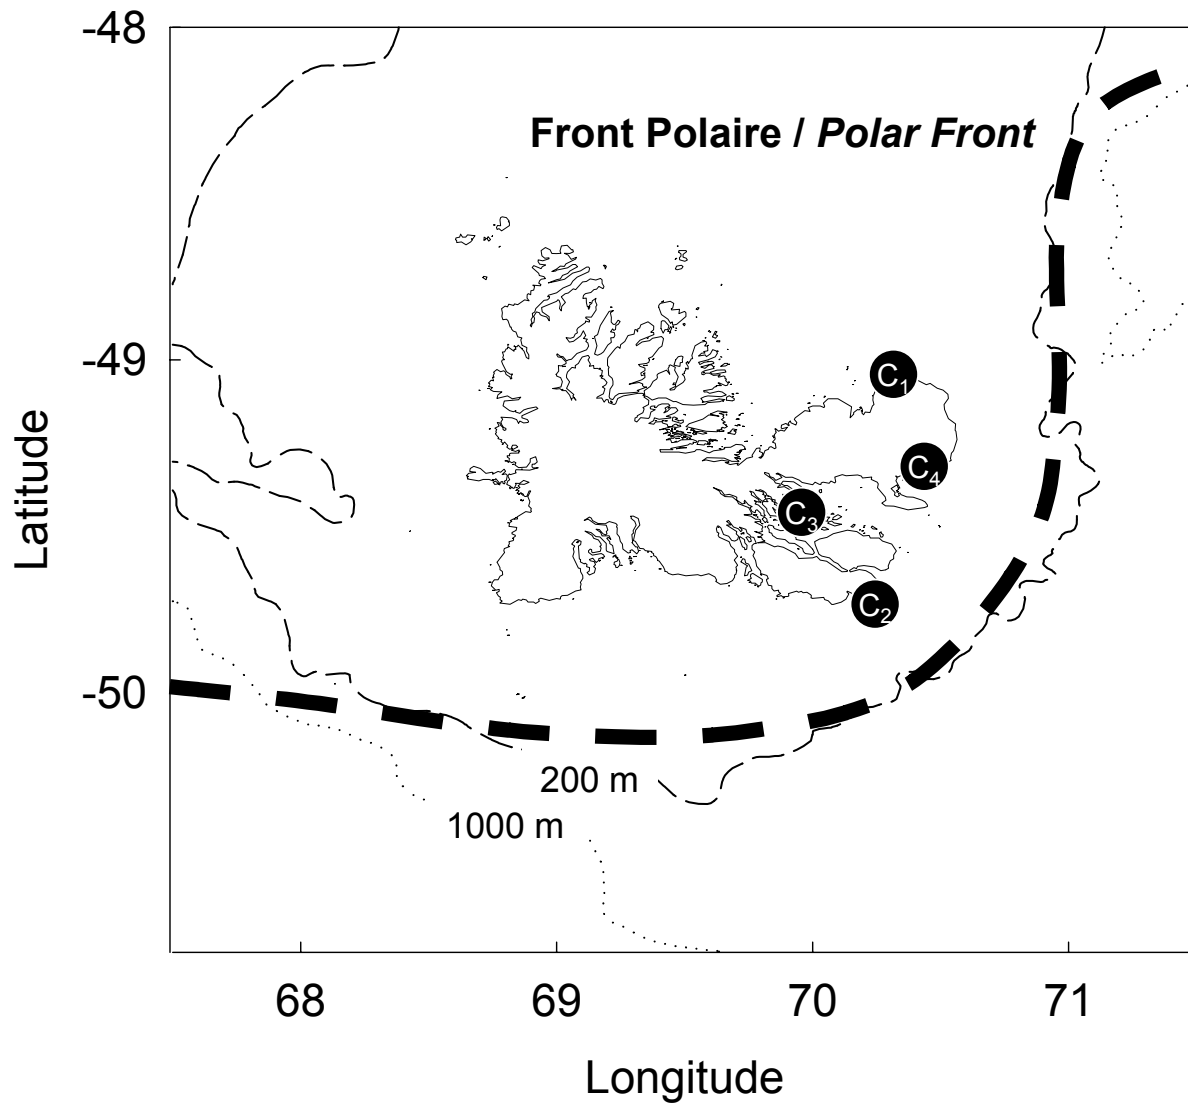 -48
Front Polaire / Polar Front
-49
C1
C4
C3
C2
-50
200 m
1000 m
Latitude
68 69 70 71
Longitude